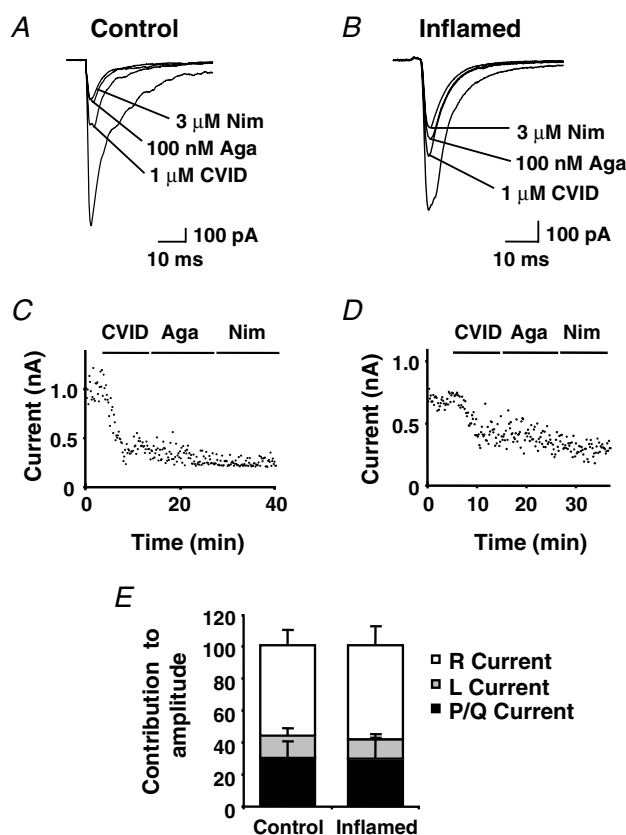 A Control
B Inflamed
3 μM Nim
100 nM Aga
1 μM CVID
100 pA
10 ms
3 μM Nim
100 nM Aga
1 μM CVID
100 pA
10 ms
C
CVID Aga Nim
Current (nA)
1.0
0.5
0
0 20 40
Time (min)
D
CVID Aga Nim
Current (nA)
1.0
0.5
0
0 10 20 30
Time (min)
E
Contribution to
amplitude
120
100
80
60
40
20
0
Control Inflamed
R Current
L Current
P/Q Current